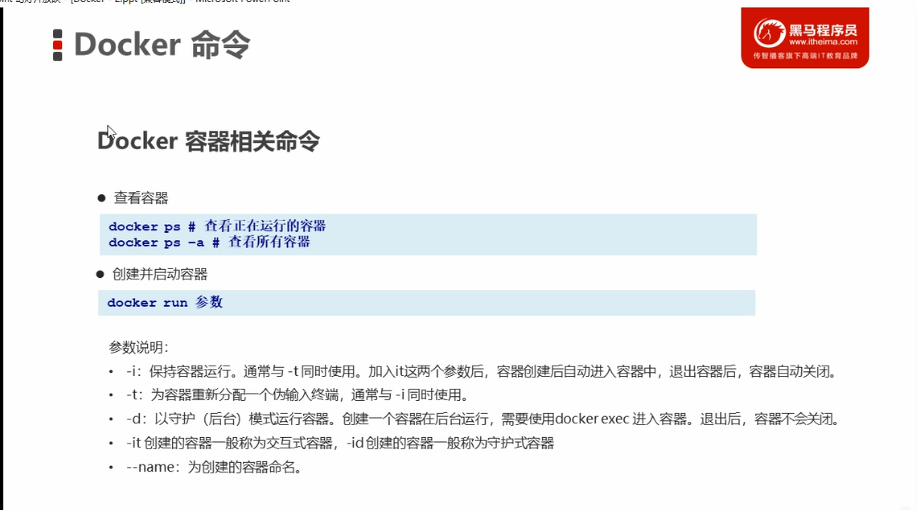 Docker 命令
黑马程序员
www.itheima.com
传智播客旗下高端IT教育品牌
Docker 容器相关命令
● 查看容器
docker ps # 查看正在运行的容器
docker ps –a # 查看所有容器
● 创建并启动容器
docker run 参数
参数说明：
• -i：保持容器运行。通常与 -t 同时使用。加入it这两个参数后，容器创建后自动进入容器中，退出容器后，容器自动关闭。
• -t：为容器重新分配一个伪输入终端，通常与 -i 同时使用。
• -d：以守护（后台）模式运行容器。创建一个容器在后台运行，需要使用docker exec 进入容器。退出后，容器不会关闭。
• -it 创建的容器一般称为交互式容器，-id 创建的容器一般称为守护式容器
• --name：为创建的容器命名。